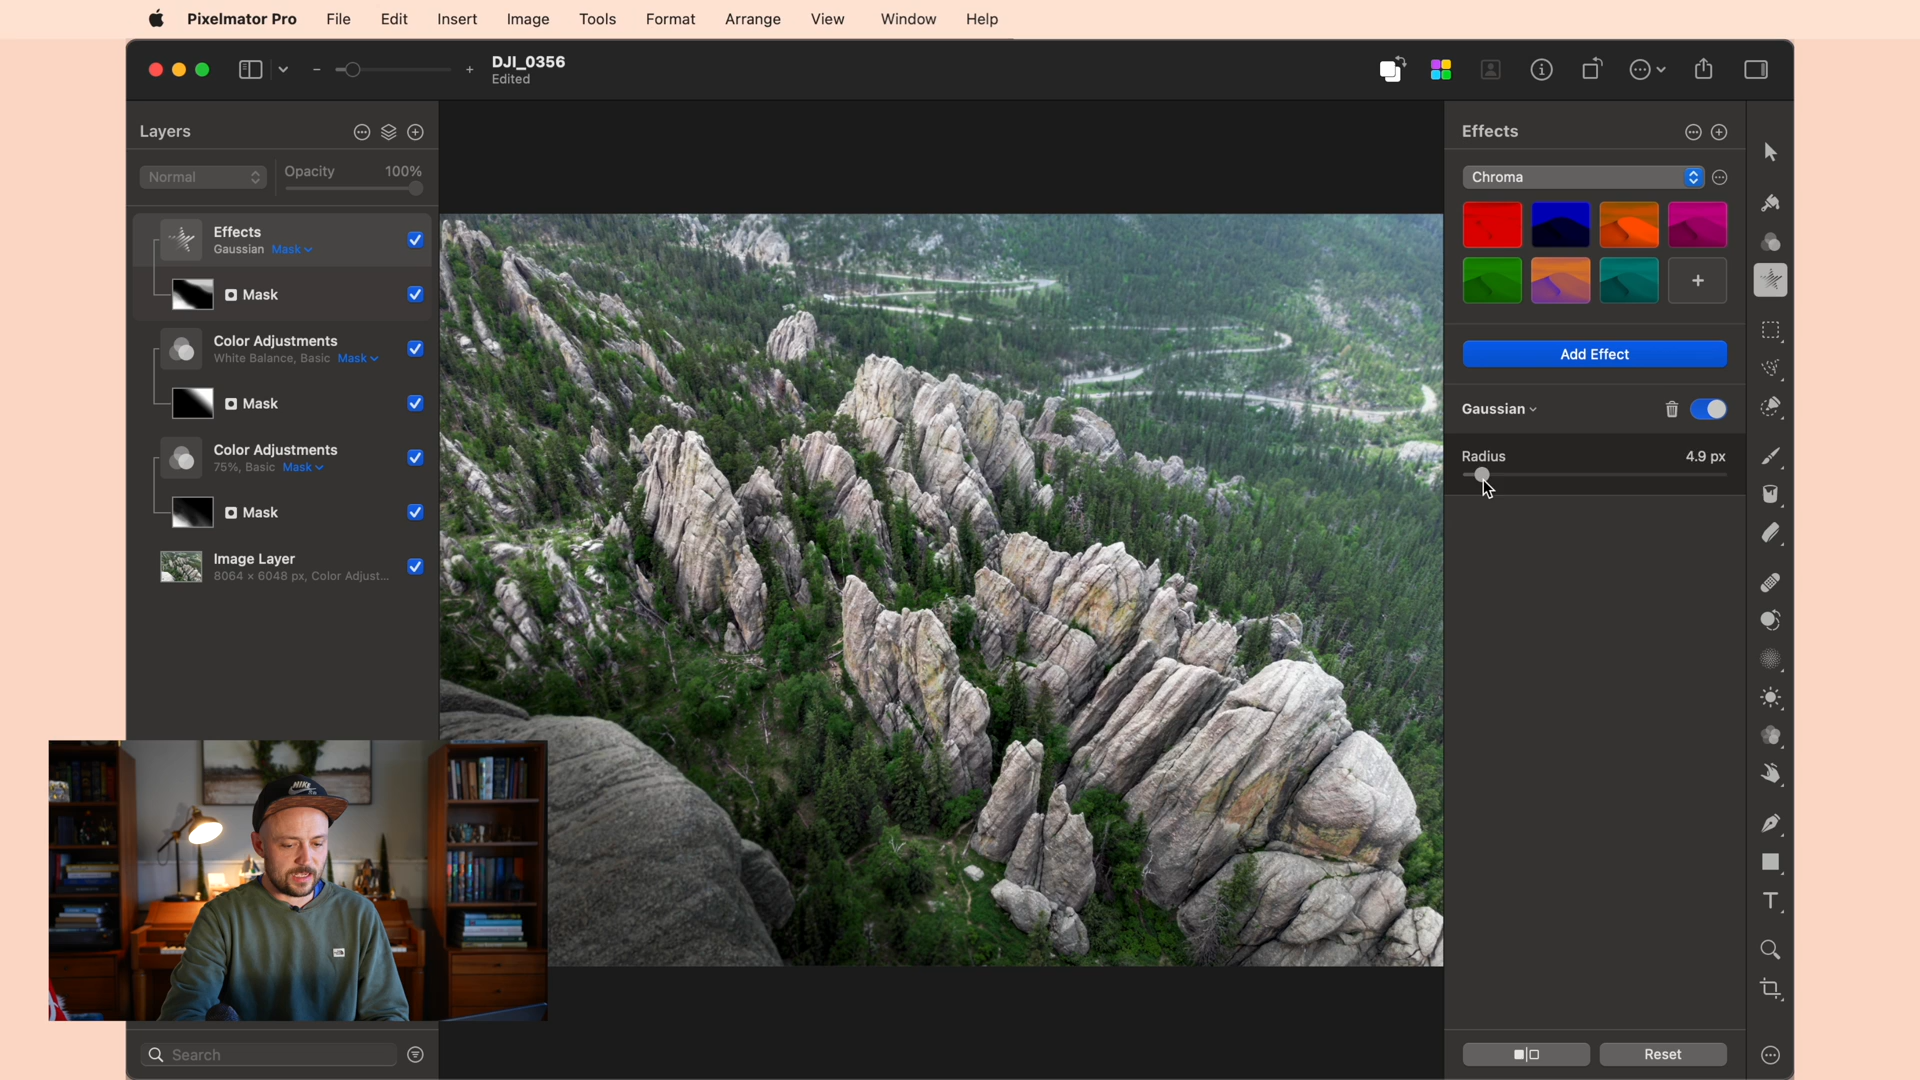 Pixelmator Pro File Edit Insert Image Tools Format Arrange View Window Help
DJI_0356
Edited
Layers
Normal
Opacity 100%
Effects
Gaussian Mask
Mask
Color Adjustments
White Balance, Basic Mask
Mask
Color Adjustments
75%, Basic Mask
Mask
Image Layer
8064 × 6048 px, Color Adjust...
Search
NIKE
Effects
Chroma
Add Effect
Gaussian
Radius 4.9 px
Reset